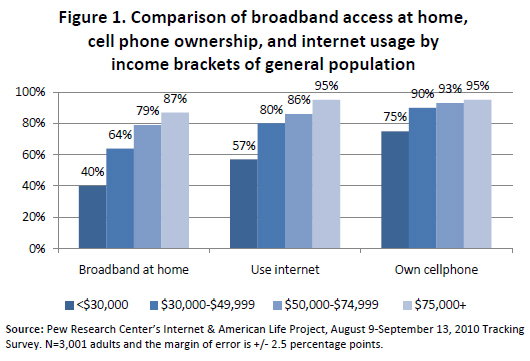 Figure 1. Comparison of broadband access at home,
cell phone ownership, and internet usage by
income brackets of general population
100%
80%
60%
40%
20%
0%
40%
64%
79%
87%
57%
80%
86%
95%
75%
90%
93%
95%
Broadband at home
Use internet
Own cellphone
<$30,000
$30,000-$49,999
$50,000-$74,999
$75,000+
Source: Pew Research Center's Internet & American Life Project, August 9-September 13, 2010 Tracking
Survey. N=3,001 adults and the margin of error is +/- 2.5 percentage points.